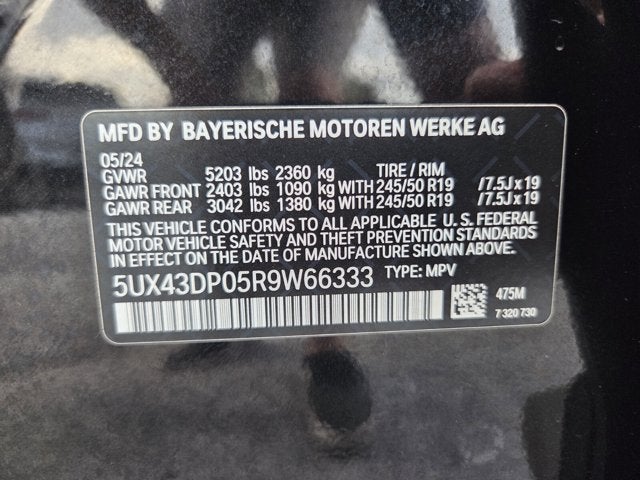 MFD BY BAYERISCHE MOTOREN WERKE AG
05/24
GVWR 5203 lbs 2360 kg TIRE / RIM
GAWR FRONT 2403 lbs 1090 kg WITH 245/50 R19 /7.5J x 19
GAWR REAR 3042 lbs 1380 kg WITH 245/50 R19 /7.5J x 19
THIS VEHICLE CONFORMS TO ALL APPLICABLE U. S. FEDERAL
MOTOR VEHICLE SAFETY AND THEFT PREVENTION STANDARDS
IN EFFECT ON THE DATE OF MANUFACTURE SHOWN ABOVE.
5UX43DP05R9W66333 TYPE: MPV
475M
7 320 730